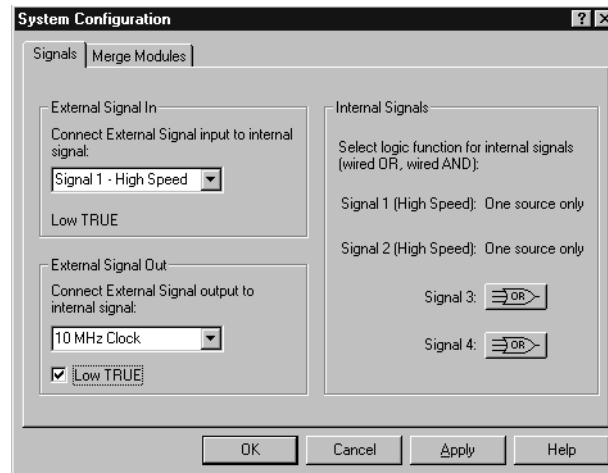 System Configuration
Signals
Merge Modules
External Signal In
Connect External Signal input to internal
signal:
Signal 1 - High Speed
Low TRUE
External Signal Out
Connect External Signal output to
internal signal:
10 MHz Clock
Low TRUE
Internal Signals
Select logic function for internal signals
(wired OR, wired AND):
Signal 1 (High Speed): One source only
Signal 2 (High Speed): One source only
Signal 3: OR
Signal 4: OR
OK
Cancel
Apply
Help